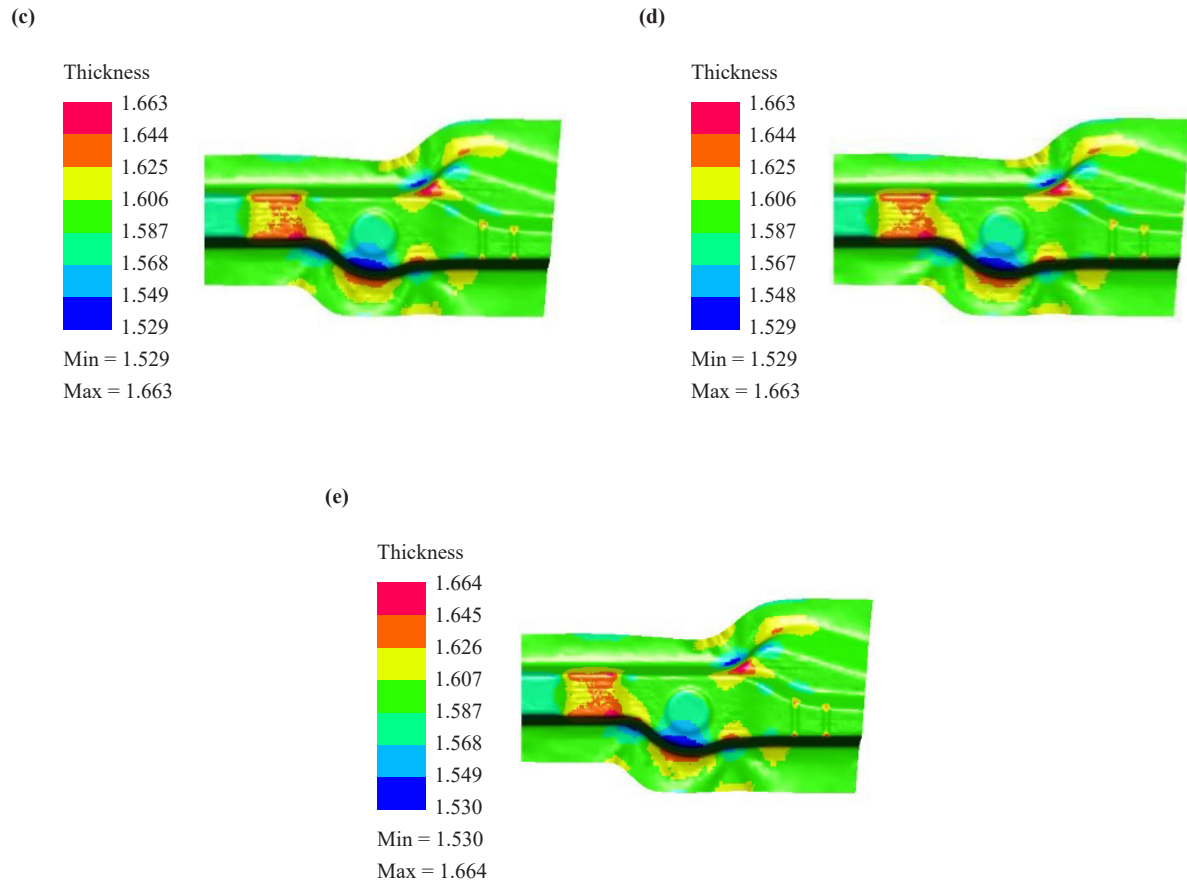 (c)
Thickness
1.663
1.644
1.625
1.606
1.587
1.568
1.549
1.529
Min = 1.529
Max = 1.663
(d)
Thickness
1.663
1.644
1.625
1.606
1.587
1.567
1.548
1.529
Min = 1.529
Max = 1.663
(e)
Thickness
1.664
1.645
1.626
1.607
1.587
1.568
1.549
1.530
Min = 1.530
Max = 1.664